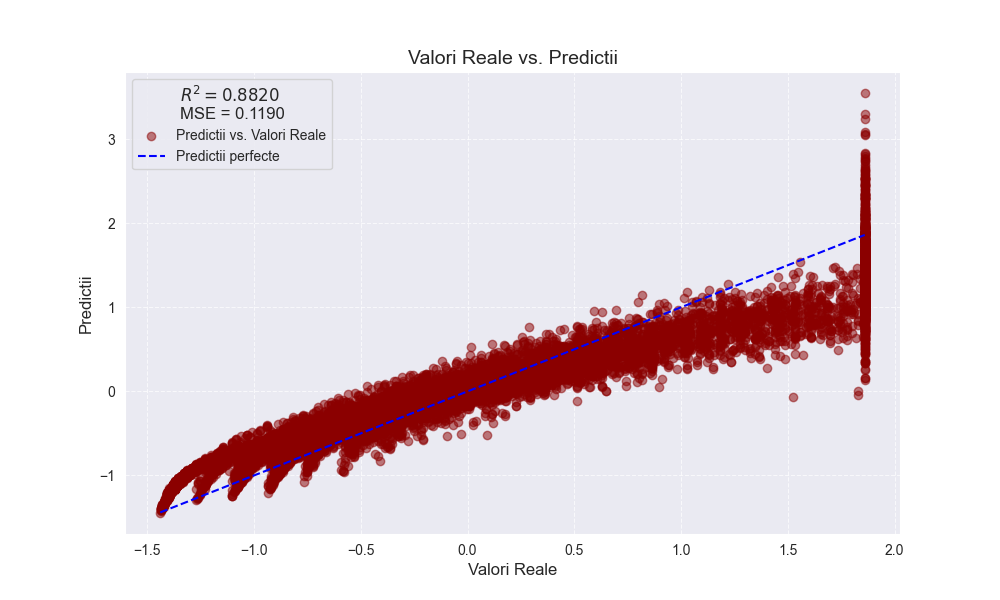 Valori Reale vs. Predictii
R² = 0.8820
MSE = 0.1190
Predictii vs. Valori Reale
Predictii perfecte
Predictii
3
2
1
0
−1
−1.5 −1.0 −0.5 0.0 0.5 1.0 1.5 2.0
Valori Reale